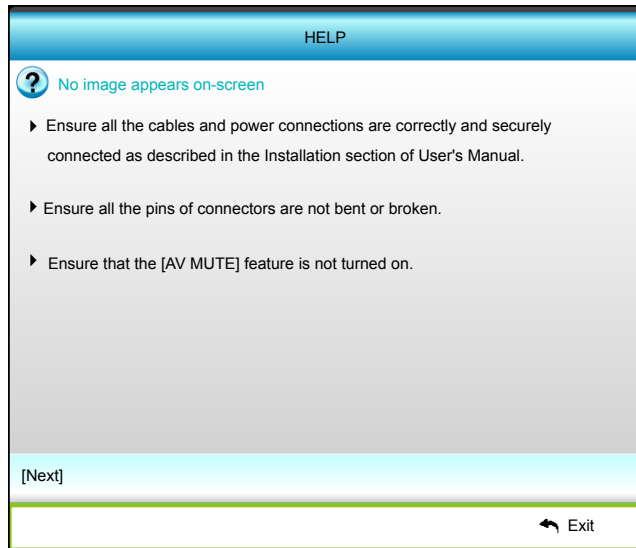 HELP
? No image appears on-screen
Ensure all the cables and power connections are correctly and securely
connected as described in the Installation section of User's Manual.
Ensure all the pins of connectors are not bent or broken.
Ensure that the [AV MUTE] feature is not turned on.
[Next]
Exit